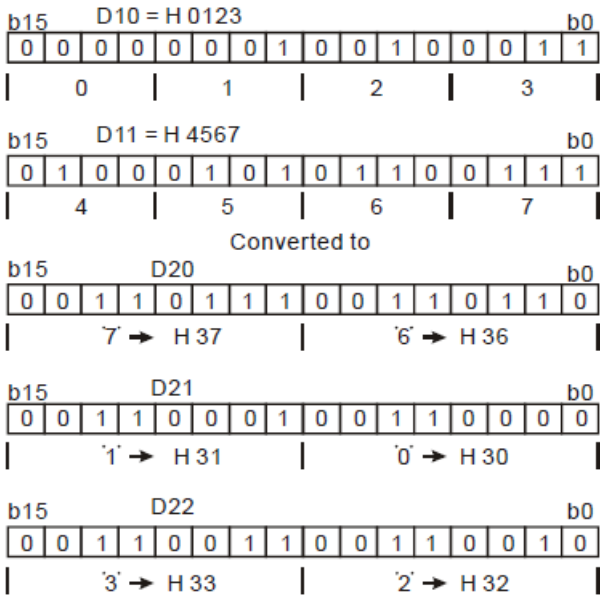 D10 = H 0123
b15 b0
0 0 0 0 0 0 0 1 0 0 1 0 0 0 1 1
0 1 2 3
D11 = H 4567
b15 b0
0 1 0 0 0 1 0 1 0 1 1 0 0 1 1 1
4 5 6 7
Converted to
b15 D20 b0
0 0 1 1 0 1 1 1 0 0 1 1 0 1 1 0
'7' → H 37 '6' → H 36
b15 D21 b0
0 0 1 1 0 0 0 1 0 0 1 1 0 0 0 0
'1' → H 31 '0' → H 30
b15 D22 b0
0 0 1 1 0 0 1 1 0 0 1 1 0 0 1 0
'3' → H 33 '2' → H 32